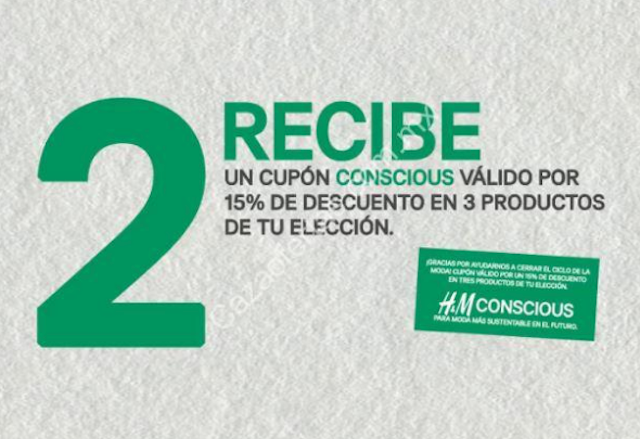 2
RECIBE
UN CUPÓN CONSCIOUS VÁLIDO POR
15% DE DESCUENTO EN 3 PRODUCTOS
DE TU ELECCIÓN.
¡GRACIAS POR AYUDARNOS A CERRAR EL CICLO DE LA
MODA! CUPÓN VÁLIDO POR UN 15% DE DESCUENTO
EN TRES PRODUCTOS DE TU ELECCIÓN.
H&M CONSCIOUS
PARA MODA MÁS SUSTENTABLE EN EL FUTURO.